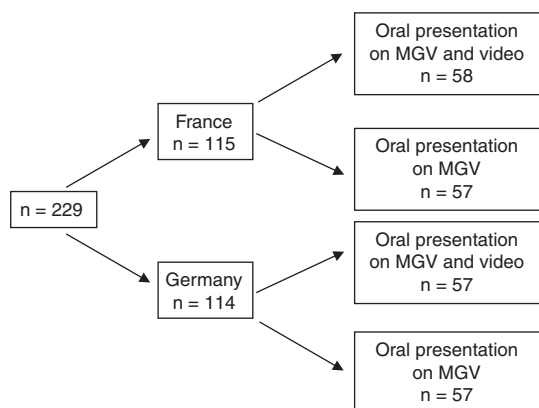 n = 229
France
n = 115
Germany
n = 114
Oral presentation
on MGV and video
n = 58
Oral presentation
on MGV
n = 57
Oral presentation
on MGV and video
n = 57
Oral presentation
on MGV
n = 57